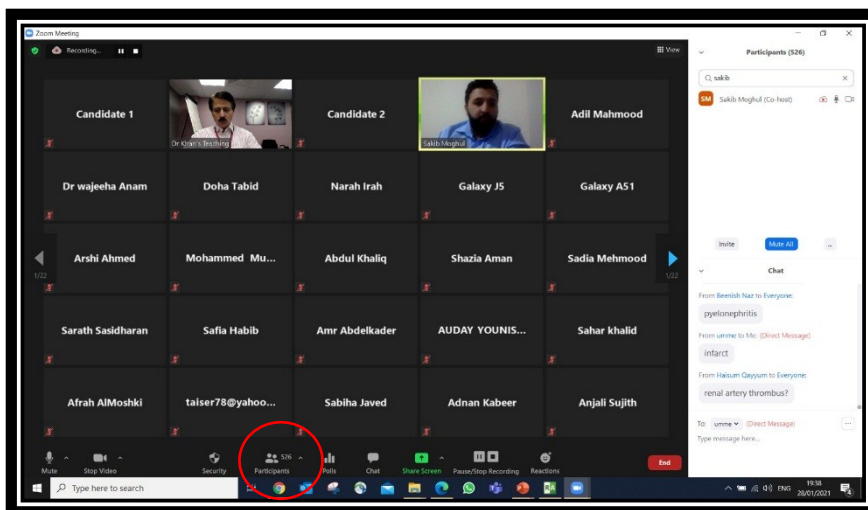 Zoom Meeting
Recording...
View
Participants (526)
sakib
SM Sakib Moghul (Co-host)
Candidate 1
Dr Kiran's Teaching
Candidate 2
Sakib Moghul
Adil Mahmood
Dr wajeeha Anam
Doha Tabid
Narah Irah
Galaxy J5
Galaxy A51
Arshi Ahmed
Mohammed Mu...
Abdul Khaliq
Shazia Aman
Sadia Mehmood
1/22
1/22
Invite
Mute All
...
Chat
From Beenish Naz to Everyone:
pyelonephritis
From umme to Me: (Direct Message)
infarct
From Haisum Qayyum to Everyone:
renal artery thrombus?
Sarath Sasidharan
Safia Habib
Amr Abdelkader
AUDAY YOUNIS...
Sahar khalid
Afrah AlMoshki
taiser78@yahoo...
Sabiha Javed
Adnan Kabeer
Anjali Sujith
To: umme (Direct Message)
Type message here...
Mute
Stop Video
Security
Participants
526
Polls
Chat
Share Screen
Pause/Stop Recording
Reactions
End
Type here to search
ENG
19:38
28/01/2021